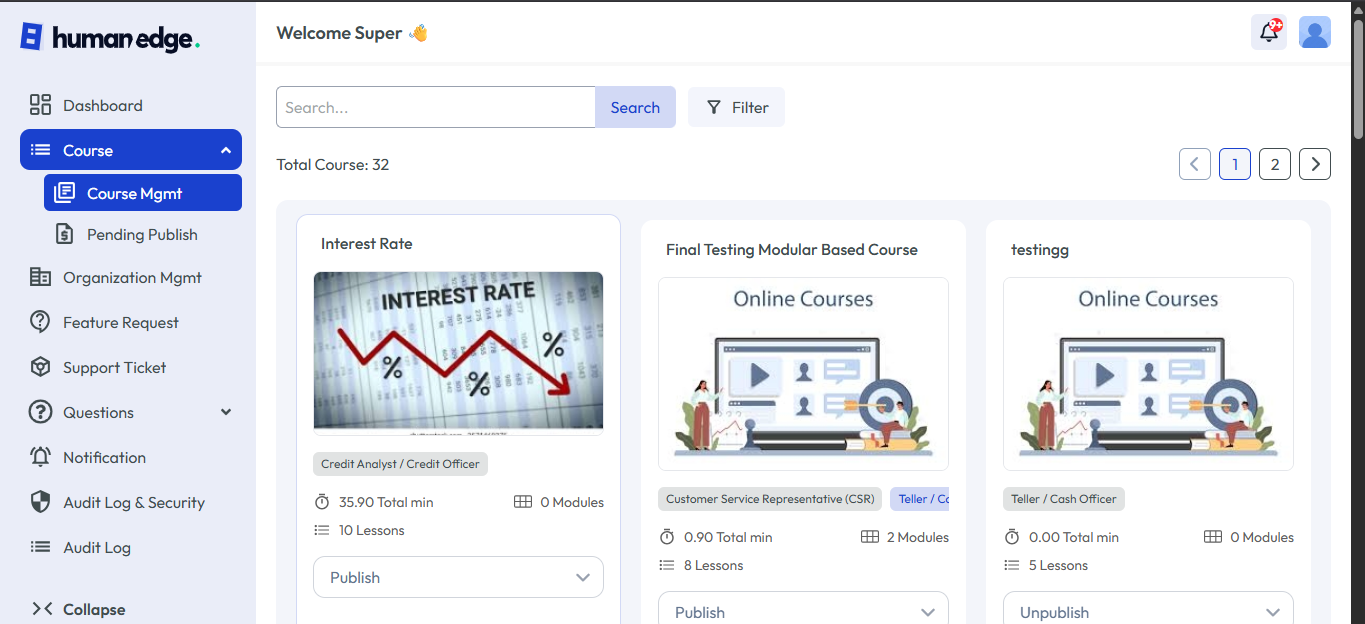 human edge.
Welcome Super 👋
9+
Dashboard
Course
Course Mgmt
Pending Publish
Organization Mgmt
Feature Request
Support Ticket
Questions
Notification
Audit Log & Security
Audit Log
Collapse
Search...
Search
Filter
Total Course: 32
1
2
Interest Rate
INTEREST RATE
%
%
%
Credit Analyst / Credit Officer
35.90 Total min
0 Modules
10 Lessons
Publish
Final Testing Modular Based Course
Online Courses
Customer Service Representative (CSR)
Teller / Ca
0.90 Total min
2 Modules
8 Lessons
Publish
testingg
Online Courses
Teller / Cash Officer
0.00 Total min
0 Modules
5 Lessons
Unpublish